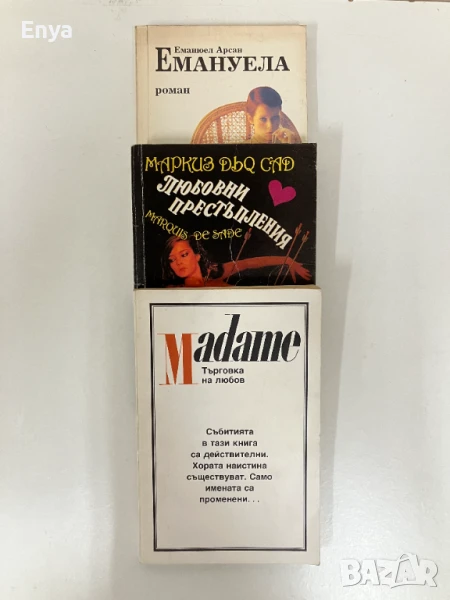 Enya
Еманюел Арсан
ЕМАНУЕЛА
роман
МАРКИЗ ДЬО САД
ЛЮБОВНИ
ПРЕСТЪПЛЕНИЯ
MARQUIS DE SADE
Madame
Търговка
на любов
Събитията
в тази книга
са действителни.
Хората наистина
съществуват. Само
имената са
променени...
BAZAR